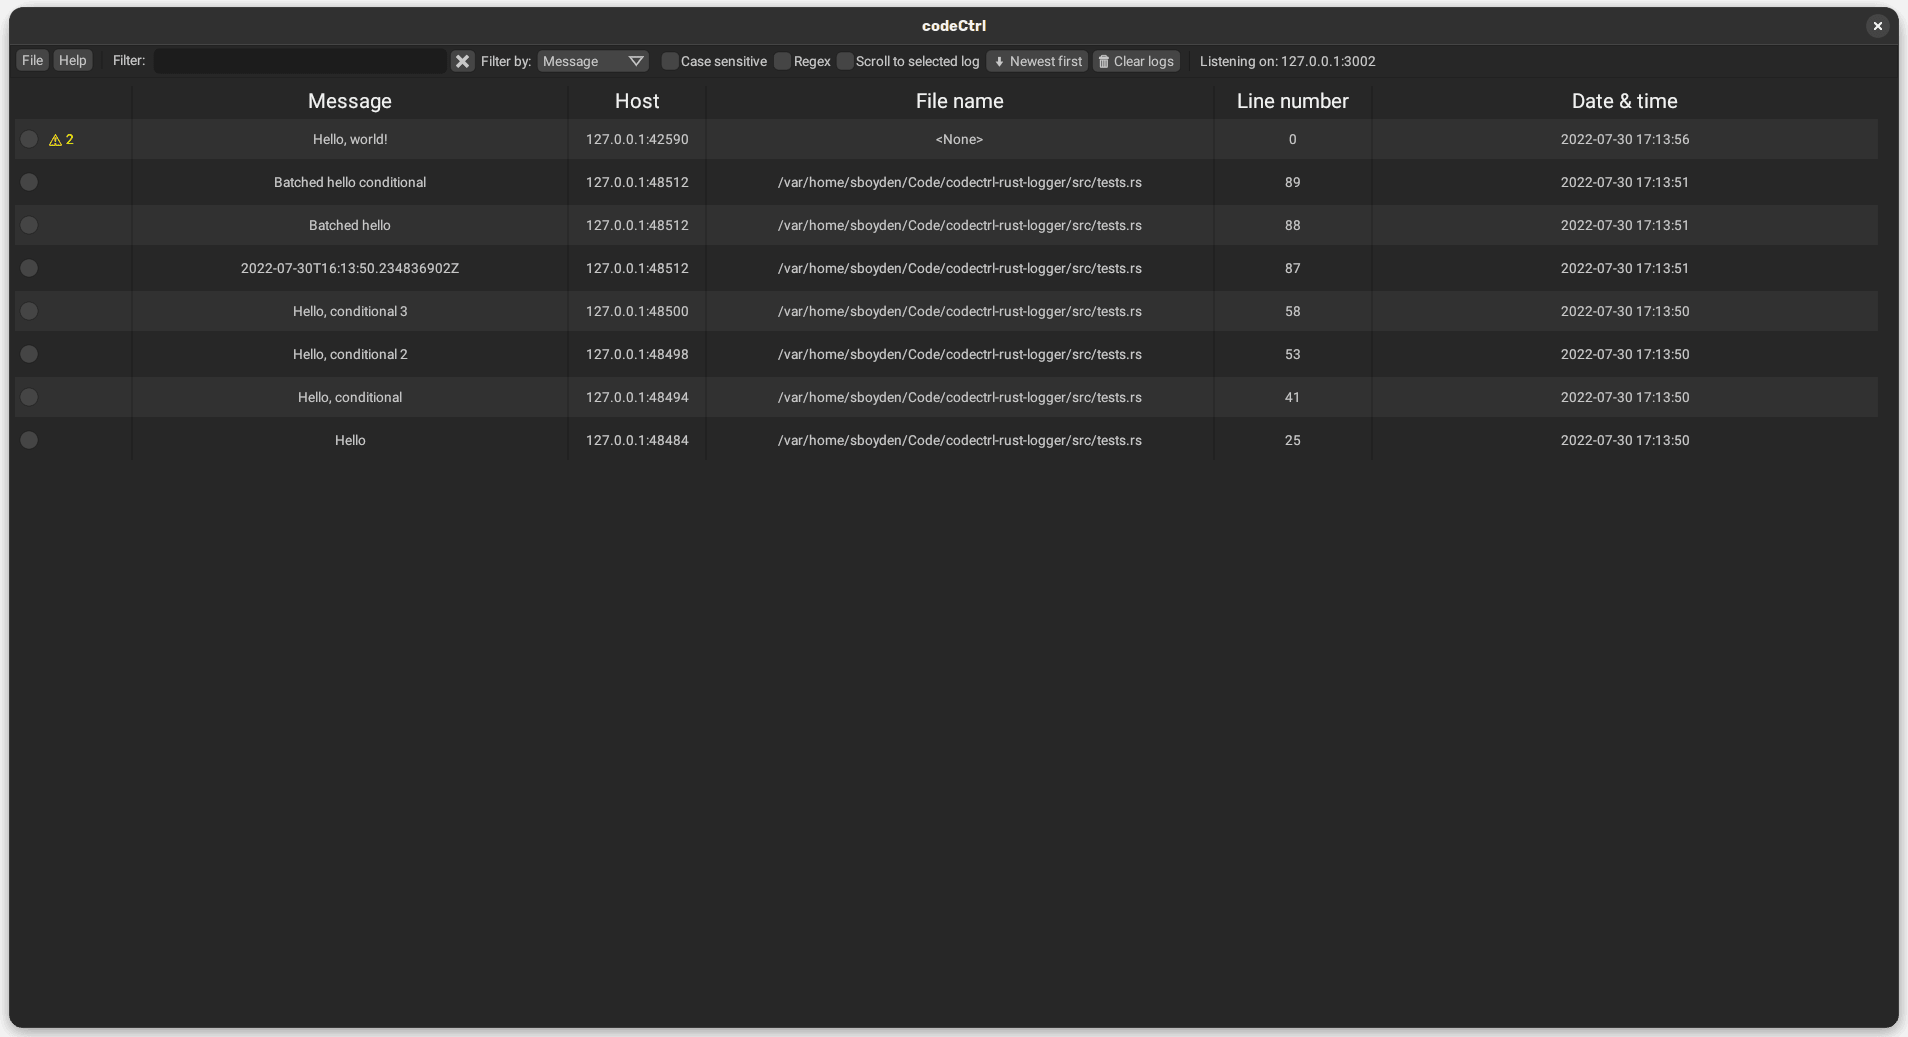 codeCtrl
File Help Filter: Filter by: Message Case sensitive Regex Scroll to selected log Newest first Clear logs Listening on: 127.0.0.1:3002
Message Host File name Line number Date & time
2 Hello, world! 127.0.0.1:42590 <None> 0 2022-07-30 17:13:56
Batched hello conditional 127.0.0.1:48512 /var/home/sboyden/Code/codectrl-rust-logger/src/tests.rs 89 2022-07-30 17:13:51
Batched hello 127.0.0.1:48512 /var/home/sboyden/Code/codectrl-rust-logger/src/tests.rs 88 2022-07-30 17:13:51
2022-07-30T16:13:50.234836902Z 127.0.0.1:48512 /var/home/sboyden/Code/codectrl-rust-logger/src/tests.rs 87 2022-07-30 17:13:51
Hello, conditional 3 127.0.0.1:48500 /var/home/sboyden/Code/codectrl-rust-logger/src/tests.rs 58 2022-07-30 17:13:50
Hello, conditional 2 127.0.0.1:48498 /var/home/sboyden/Code/codectrl-rust-logger/src/tests.rs 53 2022-07-30 17:13:50
Hello, conditional 127.0.0.1:48494 /var/home/sboyden/Code/codectrl-rust-logger/src/tests.rs 41 2022-07-30 17:13:50
Hello 127.0.0.1:48484 /var/home/sboyden/Code/codectrl-rust-logger/src/tests.rs 25 2022-07-30 17:13:50